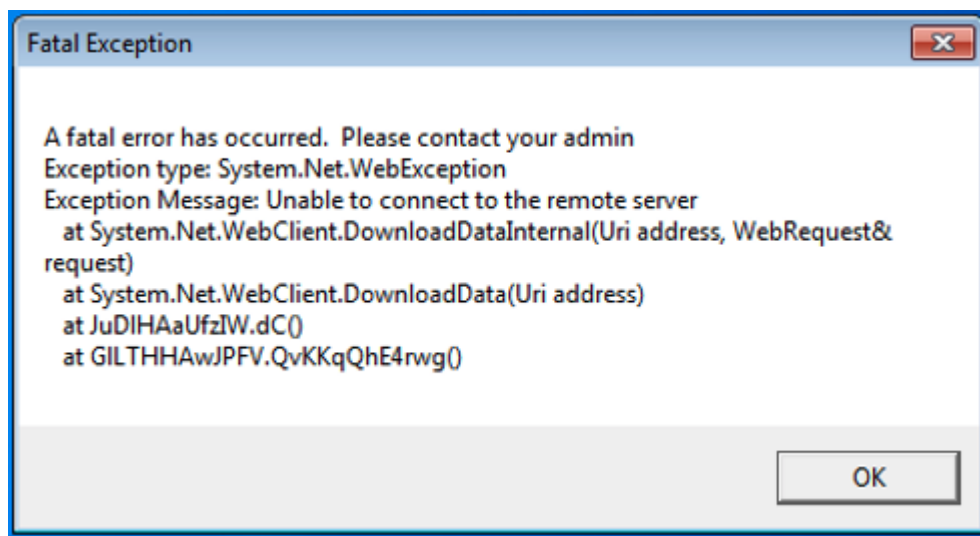 Fatal Exception
A fatal error has occurred.  Please contact your admin
Exception type: System.Net.WebException
Exception Message: Unable to connect to the remote server
   at System.Net.WebClient.DownloadDataInternal(Uri address, WebRequest&
request)
   at System.Net.WebClient.DownloadData(Uri address)
   at JuDIHAaUfzIW.dC()
   at GILTHHAwJPFV.QvKKqQhE4rwg()
OK